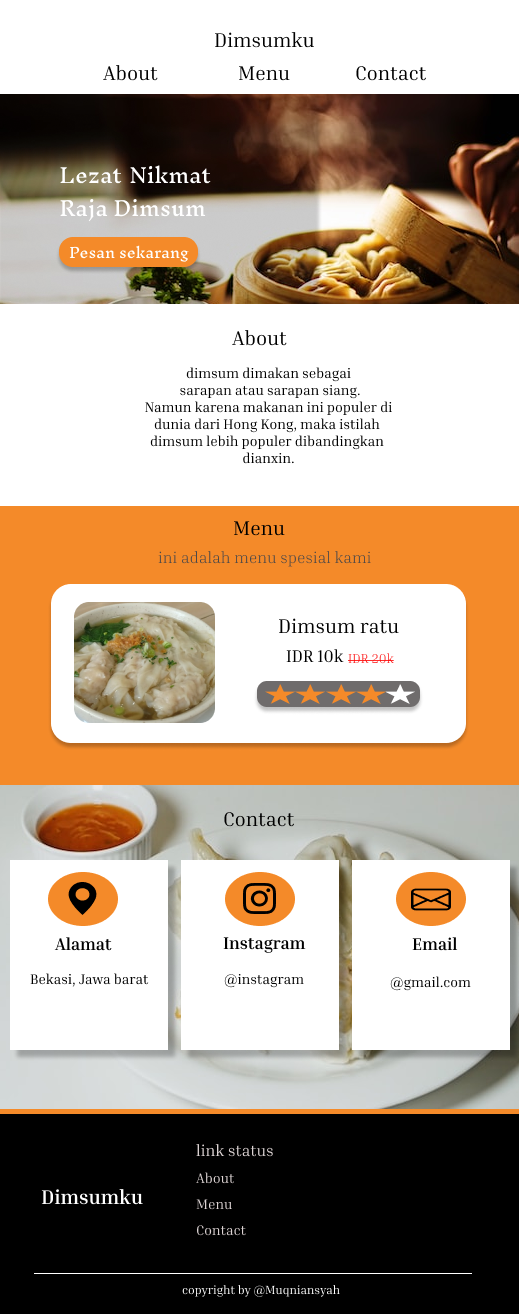 Dimsumku
About Menu Contact
Lezat Nikmat
Raja Dimsum
Pesan sekarang
About
dimsum dimakan sebagai
sarapan atau sarapan siang.
Namun karena makanan ini populer di
dunia dari Hong Kong, maka istilah
dimsum lebih populer dibandingkan
dianxin.
Menu
ini adalah menu spesial kami
Dimsum ratu
IDR 10k IDR 20k
Contact
Alamat
Bekasi, Jawa barat
Instagram
@instagram
Email
@gmail.com
Dimsumku
link status
About
Menu
Contact
copyright by @Muqniansyah